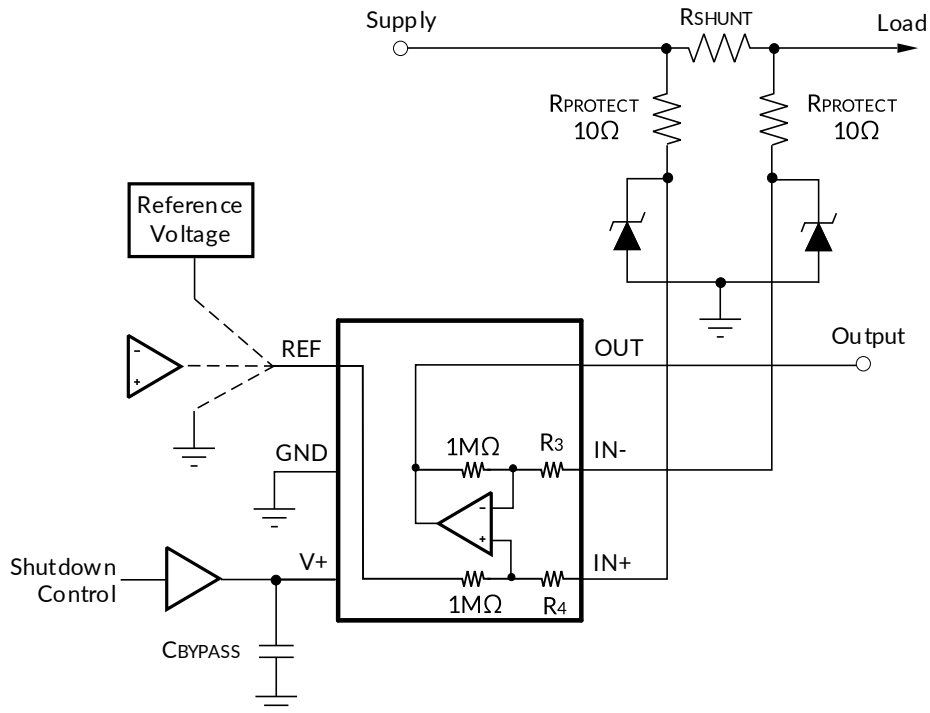 Supply
RSHUNT
Load
RPROTECT
10Ω
RPROTECT
10Ω
Reference
Voltage
REF
OUT
Output
-
+
GND
1MΩ
R3
IN-
-
+
Shutdown
Control
V+
1MΩ
R4
IN+
CBYPASS